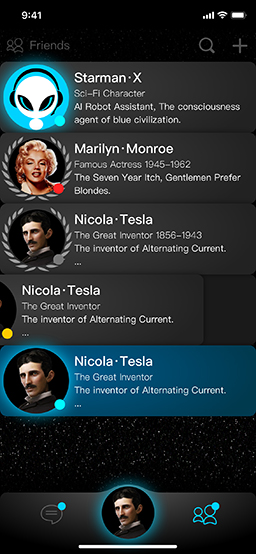 9:41
Friends
Starman·X
Sci-Fi Character
AI Robot Assistant, The consciousness
agent of blue civilization.
Marilyn·Monroe
Famous Actress 1945-1962
The Seven Year Itch, Gentlemen Prefer
Blondes.
Nicola·Tesla
The Great Inventor 1856-1943
The inventor of Alternating Current.
...
Nicola·Tesla
The Great Inventor
The inventor of Alternating Current.
...
Nicola·Tesla
The Great Inventor
The inventor of Alternating Current.
...